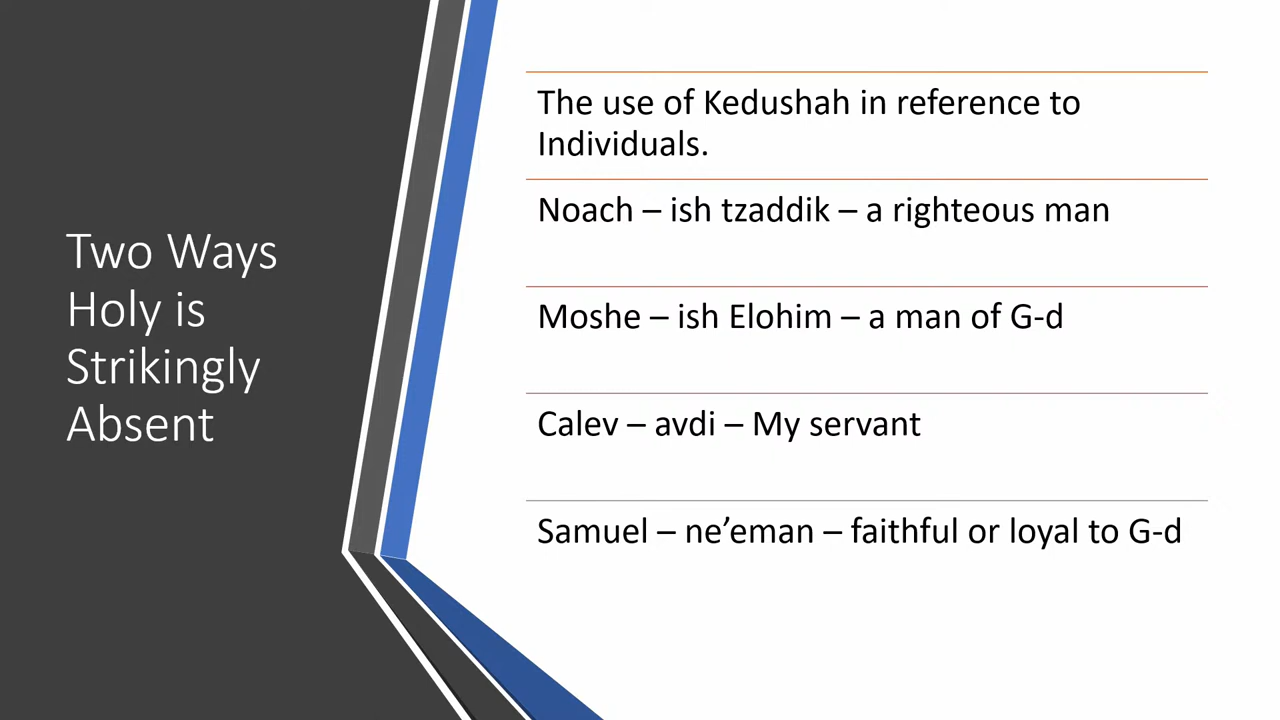 Two Ways
Holy is
Strikingly
Absent
The use of Kedushah in reference to
Individuals.
Noach – ish tzaddik – a righteous man
Moshe – ish Elohim – a man of G-d
Calev – avdi – My servant
Samuel – ne’eman – faithful or loyal to G-d